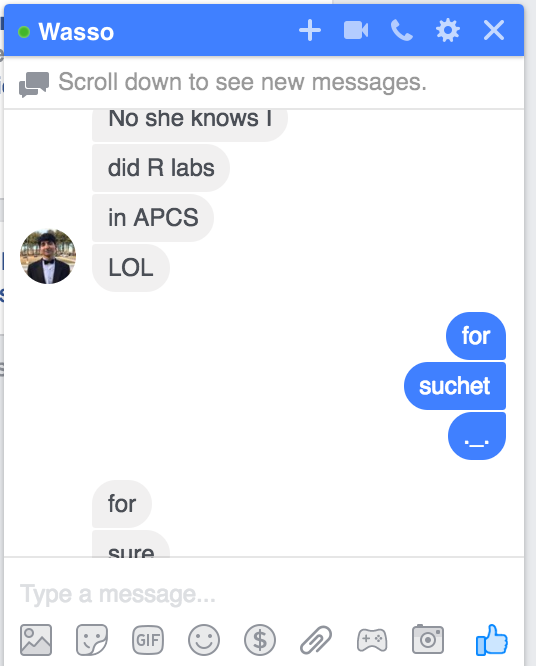 Wasso
Scroll down to see new messages.
No she knows I
did R labs
in APCS
LOL
for
suchet
._.
for
sure
Type a message...
GIF
$